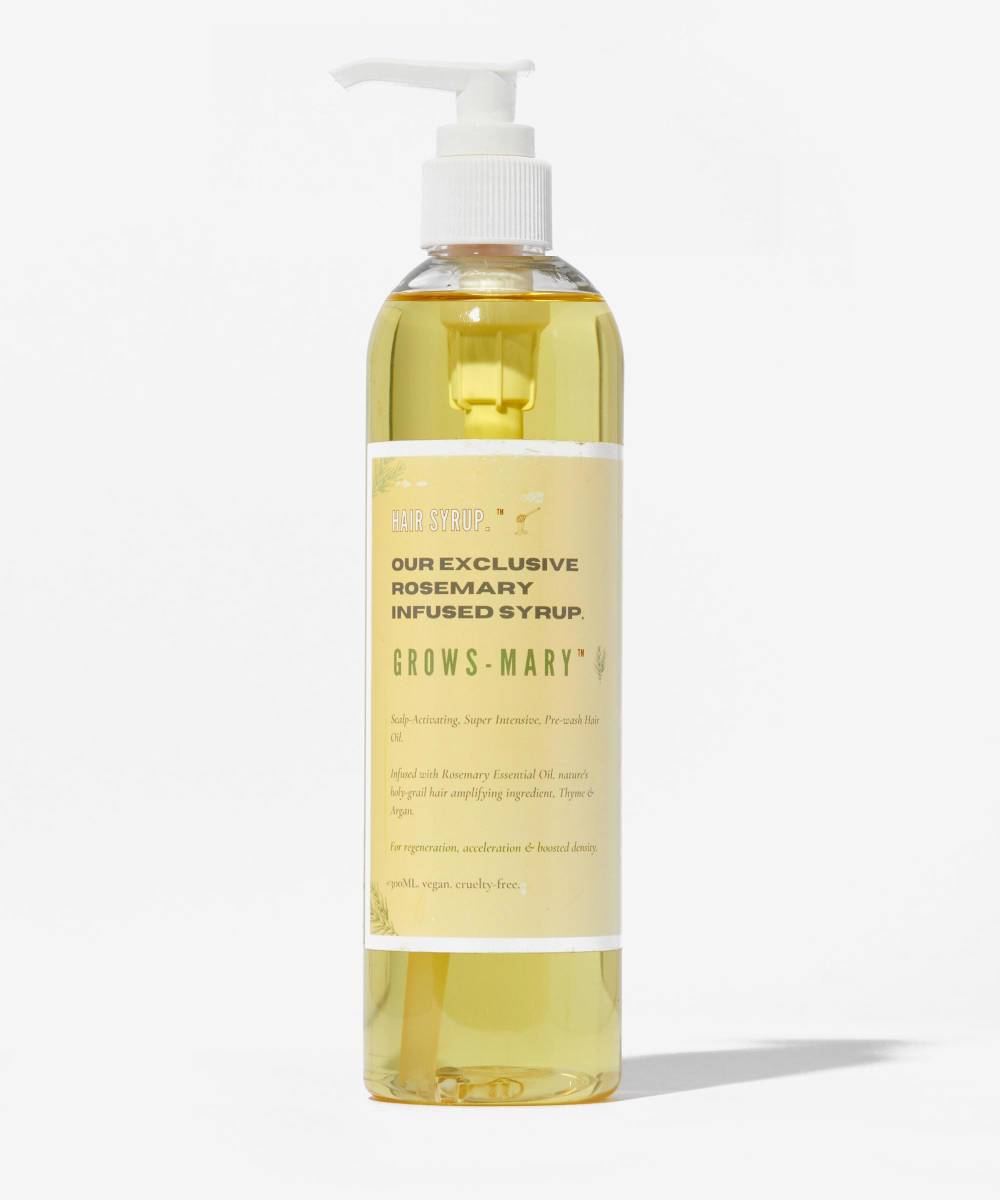 HAIR SYRUP.™
OUR EXCLUSIVE
ROSEMARY
INFUSED SYRUP.
GROWS-MARY™
Scalp-Activating, Super Intensive, Pre-wash Hair
Oil.
Infused with Rosemary Essential Oil, nature's
holy-grail hair amplifying ingredient, Thyme &
Argan.
For regeneration, acceleration & boosted density.
300ML. vegan. cruelty-free.